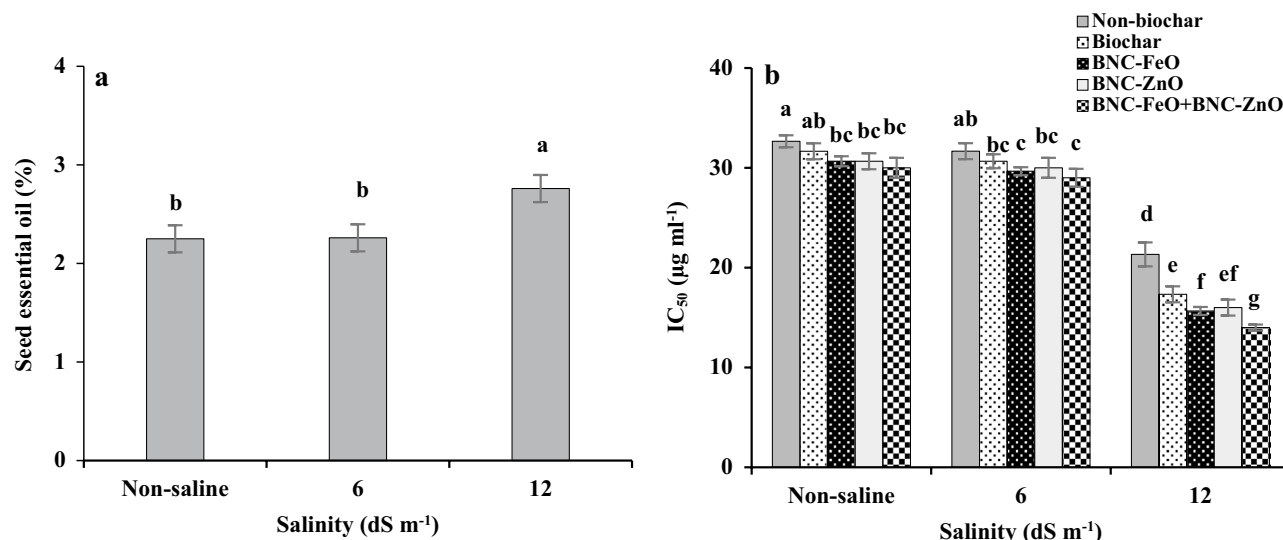 a
Seed essential oil (%)
4
3
2
1
0
b
b
a
Non-saline
6
12
Salinity (dS m⁻¹)
Non-biochar
Biochar
BNC-FeO
BNC-ZnO
BNC-FeO+BNC-ZnO
b
IC₅₀ (µg ml⁻¹)
40
30
20
10
0
a ab bc bc bc
ab bc c bc c
d e f ef g
Non-saline
6
12
Salinity (dS m⁻¹)